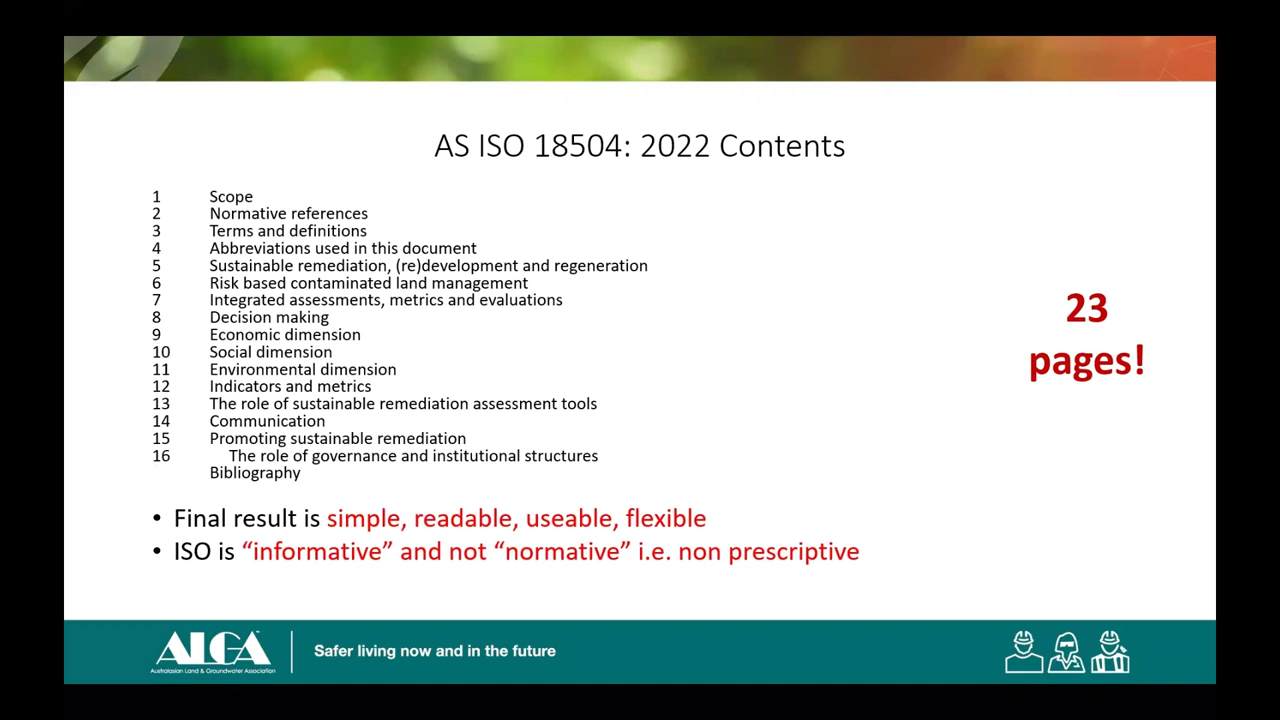 AS ISO 18504: 2022 Contents
1 Scope
2 Normative references
3 Terms and definitions
4 Abbreviations used in this document
5 Sustainable remediation, (re)development and regeneration
6 Risk based contaminated land management
7 Integrated assessments, metrics and evaluations
8 Decision making
9 Economic dimension
10 Social dimension
11 Environmental dimension
12 Indicators and metrics
13 The role of sustainable remediation assessment tools
14 Communication
15 Promoting sustainable remediation
16 The role of governance and institutional structures
Bibliography
23
pages!
• Final result is simple, readable, useable, flexible
• ISO is “informative” and not “normative” i.e. non prescriptive
ALGA
Australasian Land & Groundwater Association
Safer living now and in the future